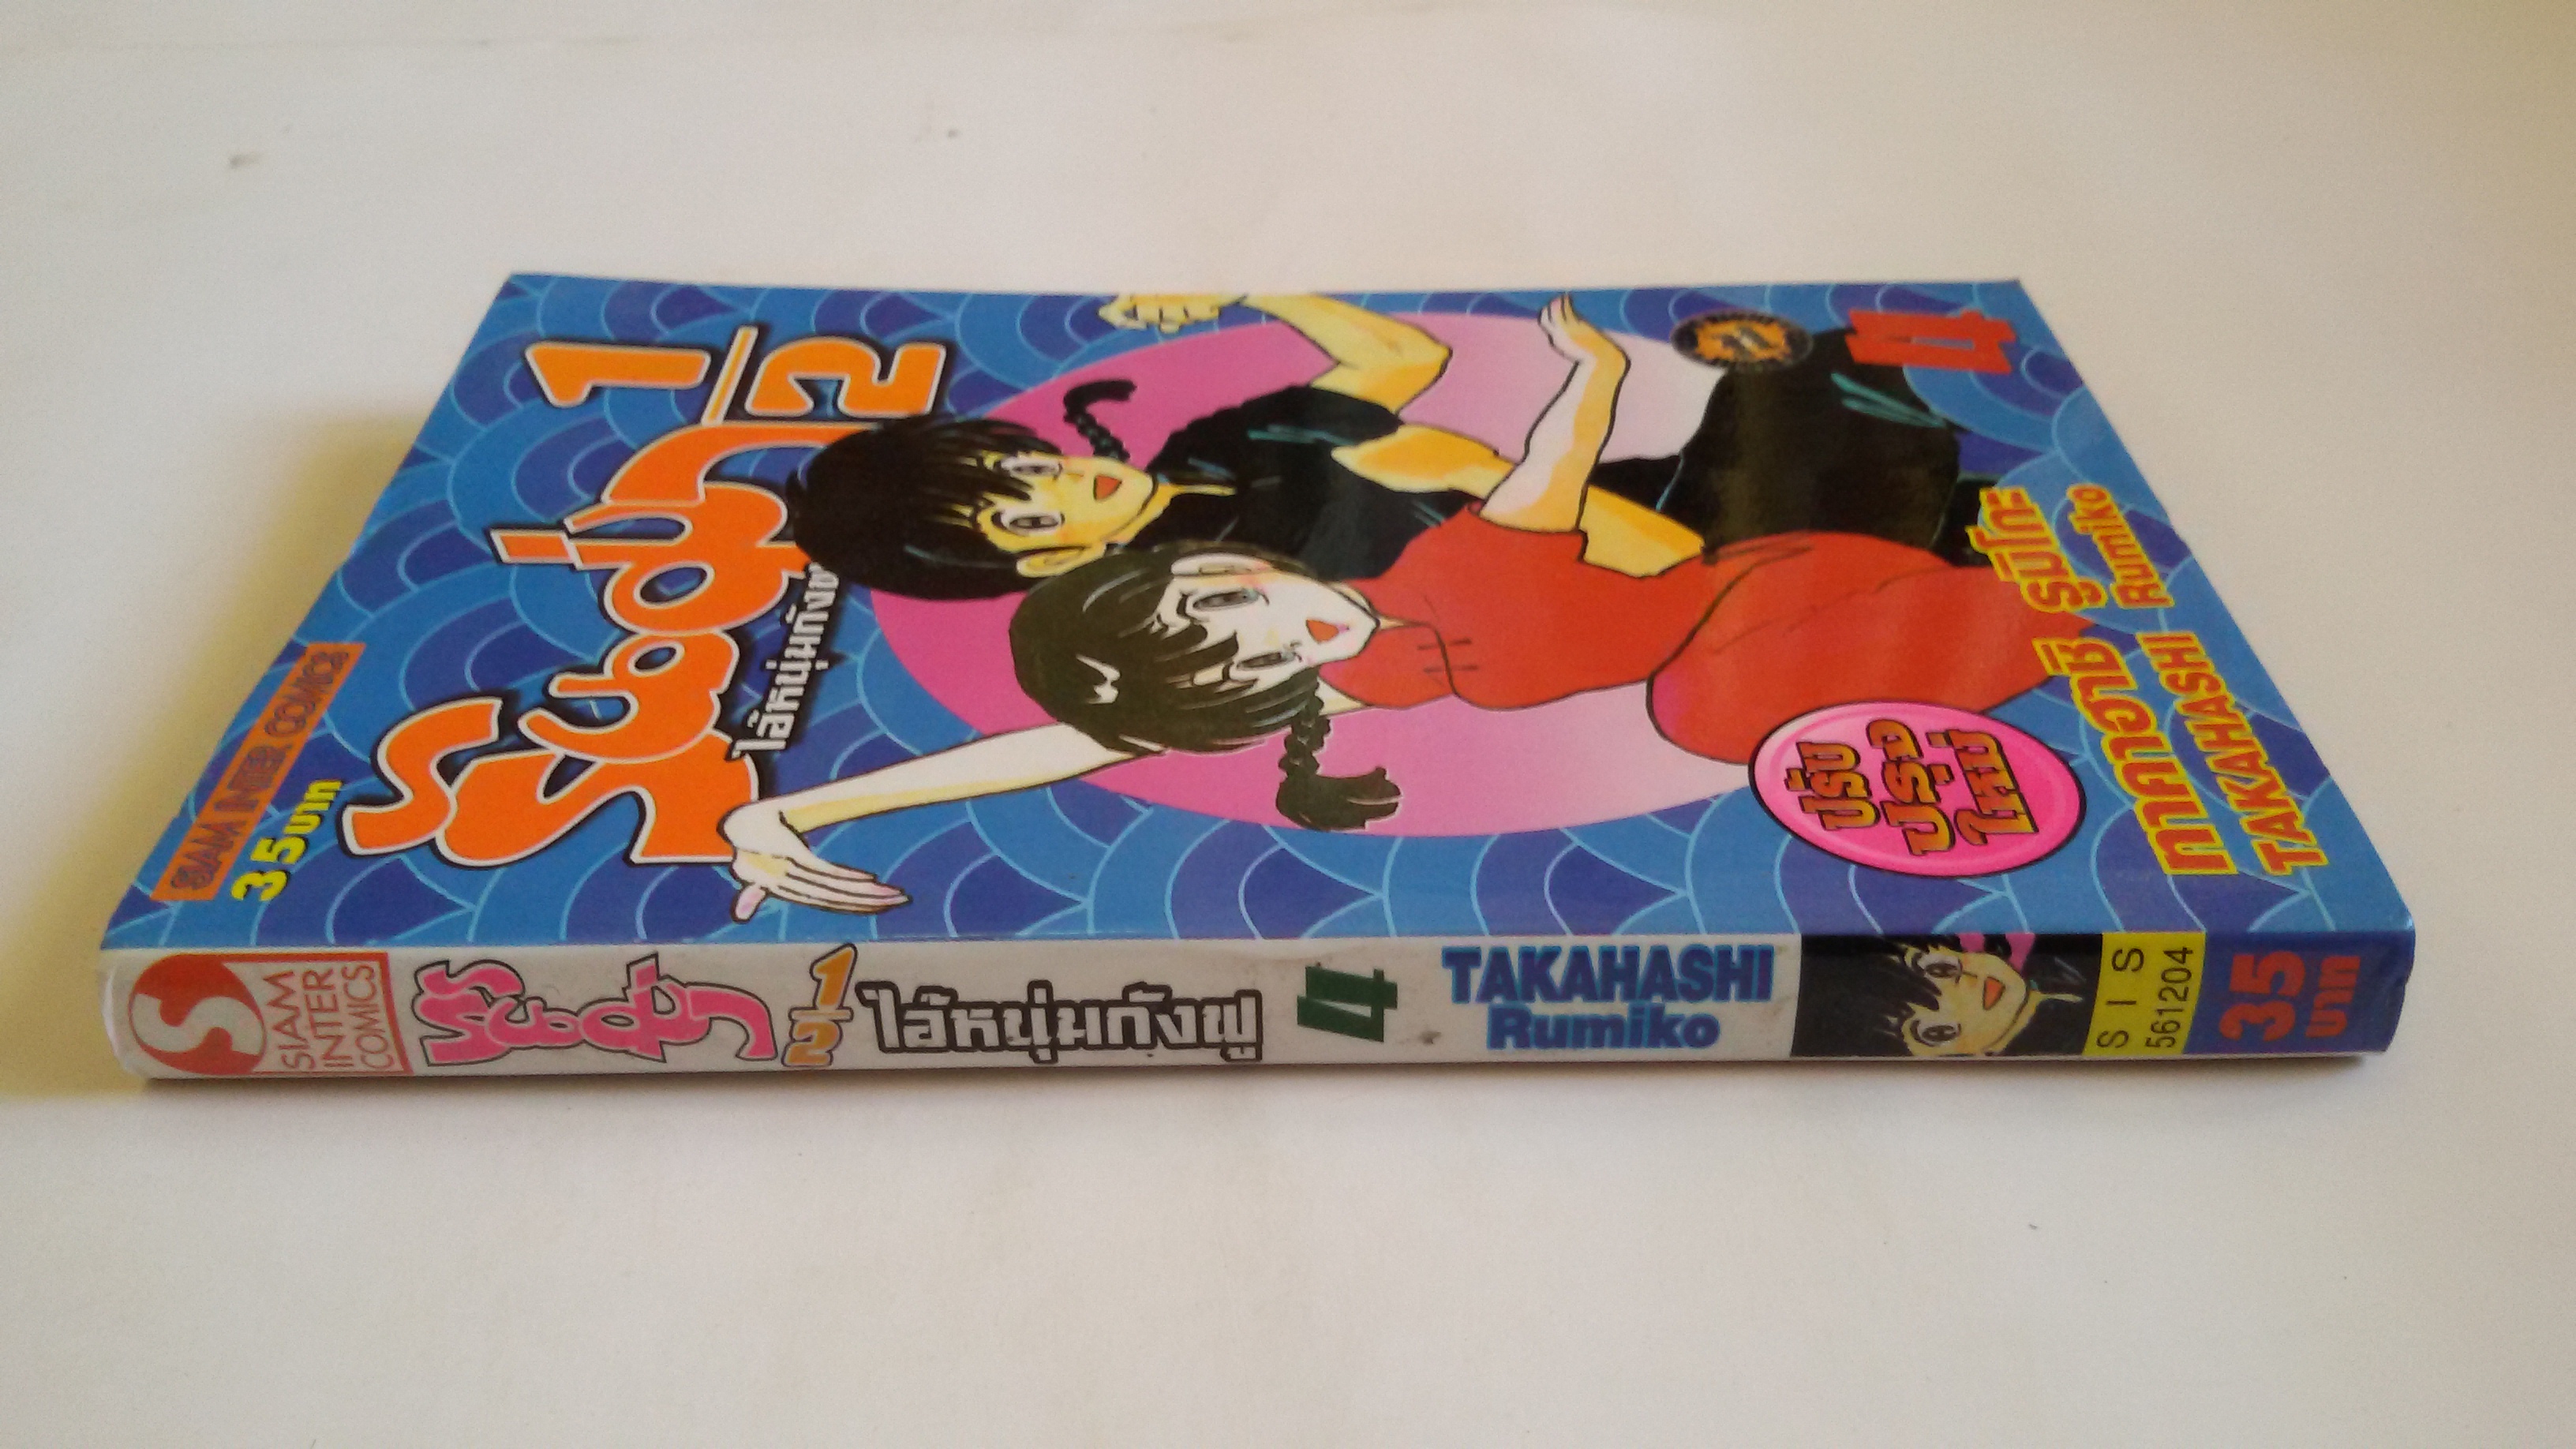 SIAM INTER COMICS
35บาท
รันม่า
1
2
ไอ้หนุ่มกังฟู
4
ปรับ
ปรุง
ใหม่
ทาคาฮาชิ รูมิโกะ
TAKAHASHI Rumiko
S
SIAM
INTER
COMICS
รันม่า 1
2
ไอ้หนุ่มกังฟู
4
TAKAHASHI
Rumiko
SIS
561204
35
บาท